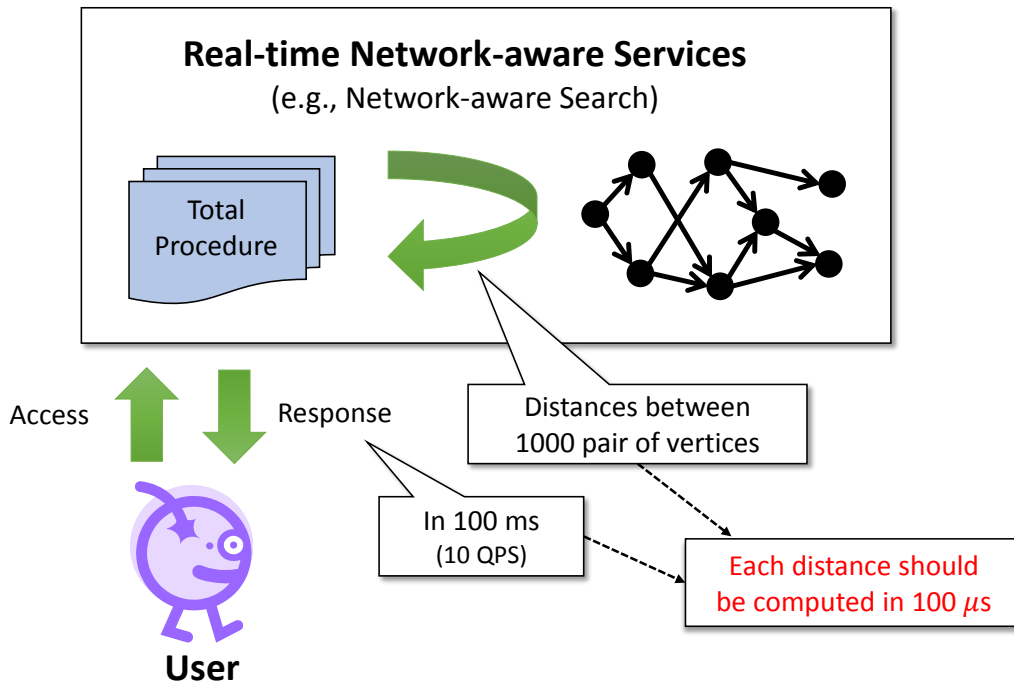 Real-time Network-aware Services
(e.g., Network-aware Search)
Total
Procedure
Access
Response
Distances between
1000 pair of vertices
In 100 ms
(10 QPS)
Each distance should
be computed in 100 𝜇s
User